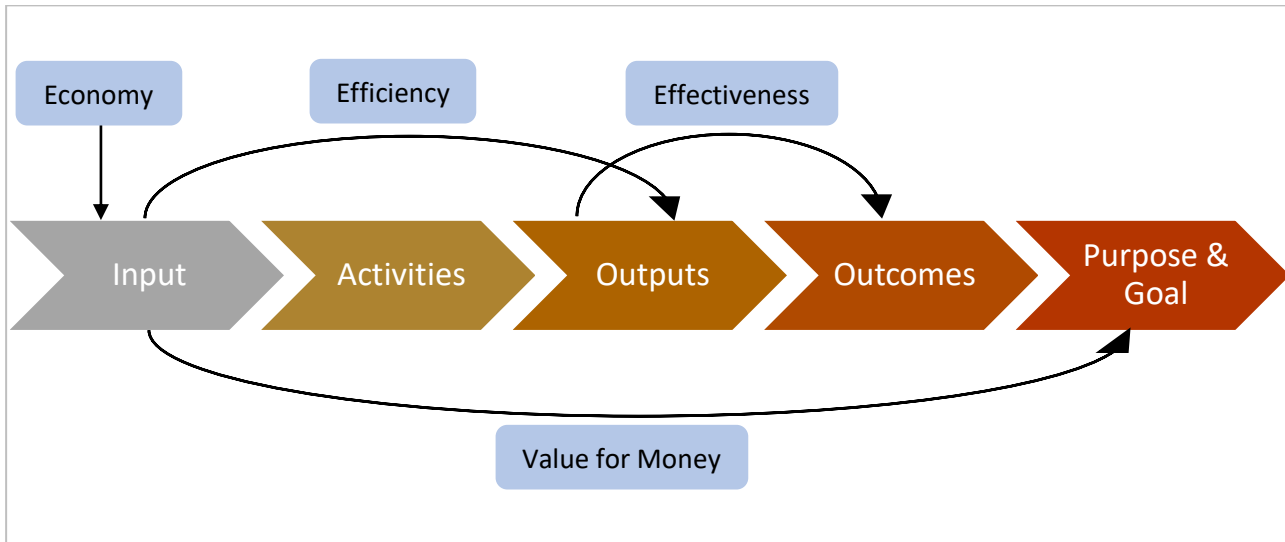 Economy
Efficiency
Effectiveness
Input
Activities
Outputs
Outcomes
Purpose &
Goal
Value for Money